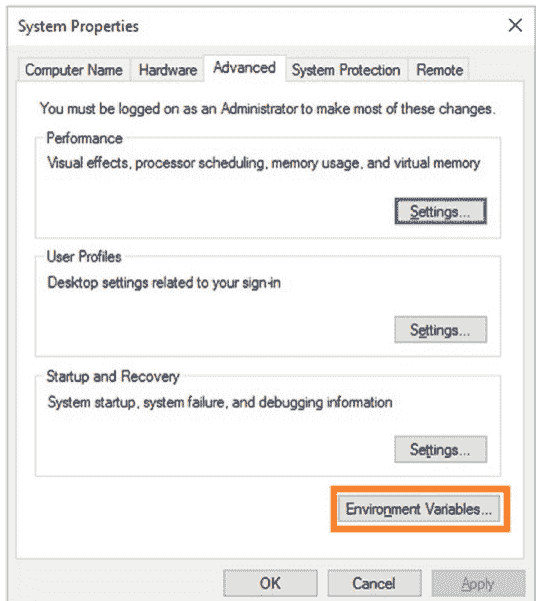 System Properties
Computer Name Hardware Advanced System Protection Remote
You must be logged on as an Administrator to make most of these changes.
Performance
Visual effects, processor scheduling, memory usage, and virtual memory
Settings...
User Profiles
Desktop settings related to your sign-in
Settings...
Startup and Recovery
System startup, system failure, and debugging information
Settings...
Environment Variables...
OK Cancel Apply